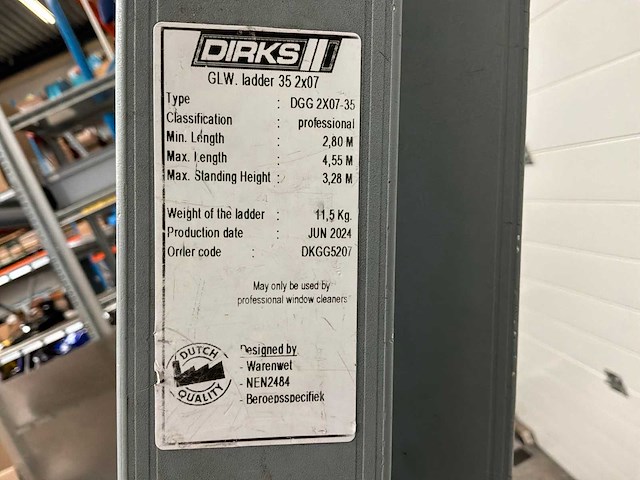 DIRKS
GLW. ladder 35 2x07
Type : DGG 2X07-35
Classification : professional
Min. Length : 2,80 M
Max. Length : 4,55 M
Max. Standing Height : 3,28 M
Weight of the ladder : 11,5 Kg.
Production date : JUN 2024
Order code : DKGG5207
May only be used by
professional window cleaners
DUTCH
QUALITY
Designed by
- Warenwet
- NEN2484
- Beroepsspecifiek